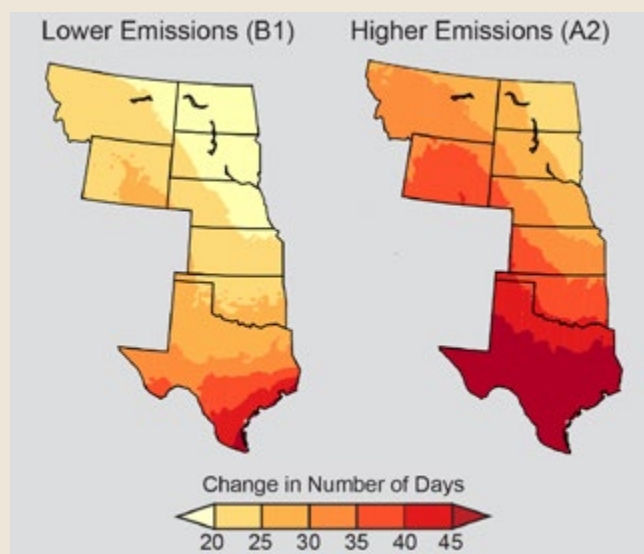 Lower Emissions (B1)
Higher Emissions (A2)
Change in Number of Days
20 25 30 35 40 45